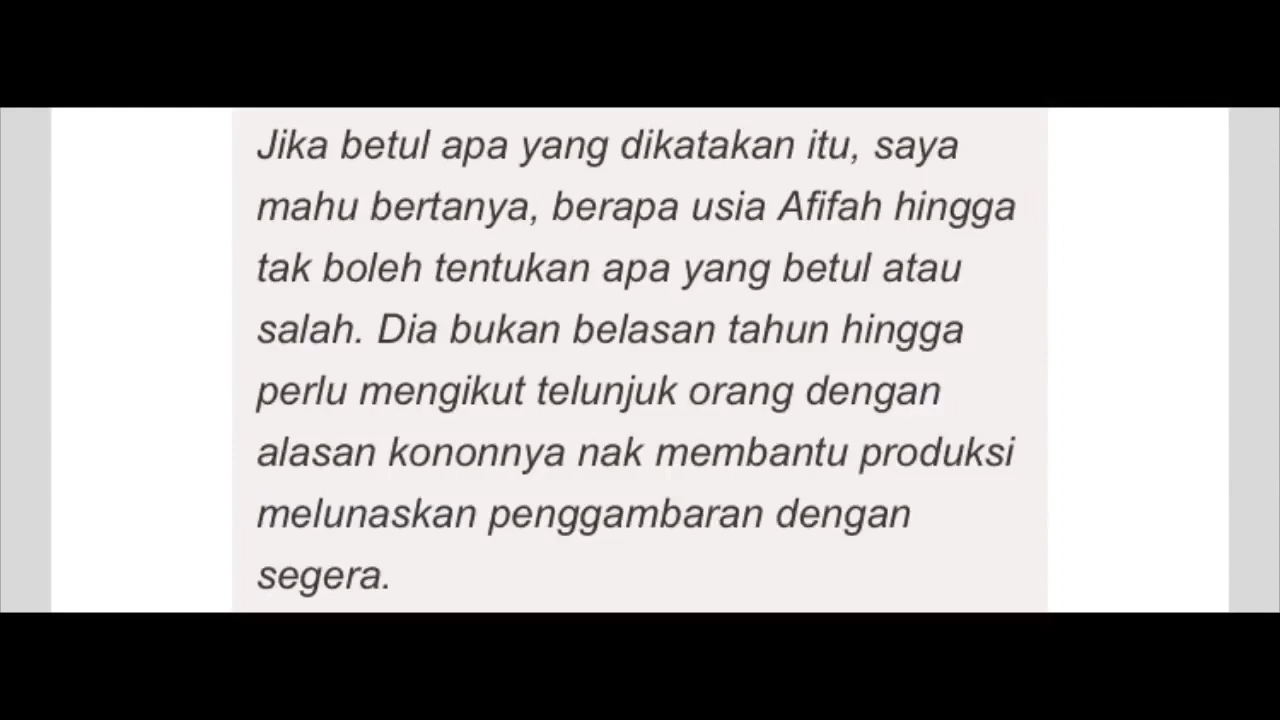 Jika betul apa yang dikatakan itu, saya
mahu bertanya, berapa usia Afifah hingga
tak boleh tentukan apa yang betul atau
salah. Dia bukan belasan tahun hingga
perlu mengikut telunjuk orang dengan
alasan kononnya nak membantu produksi
melunaskan penggambaran dengan
segera.